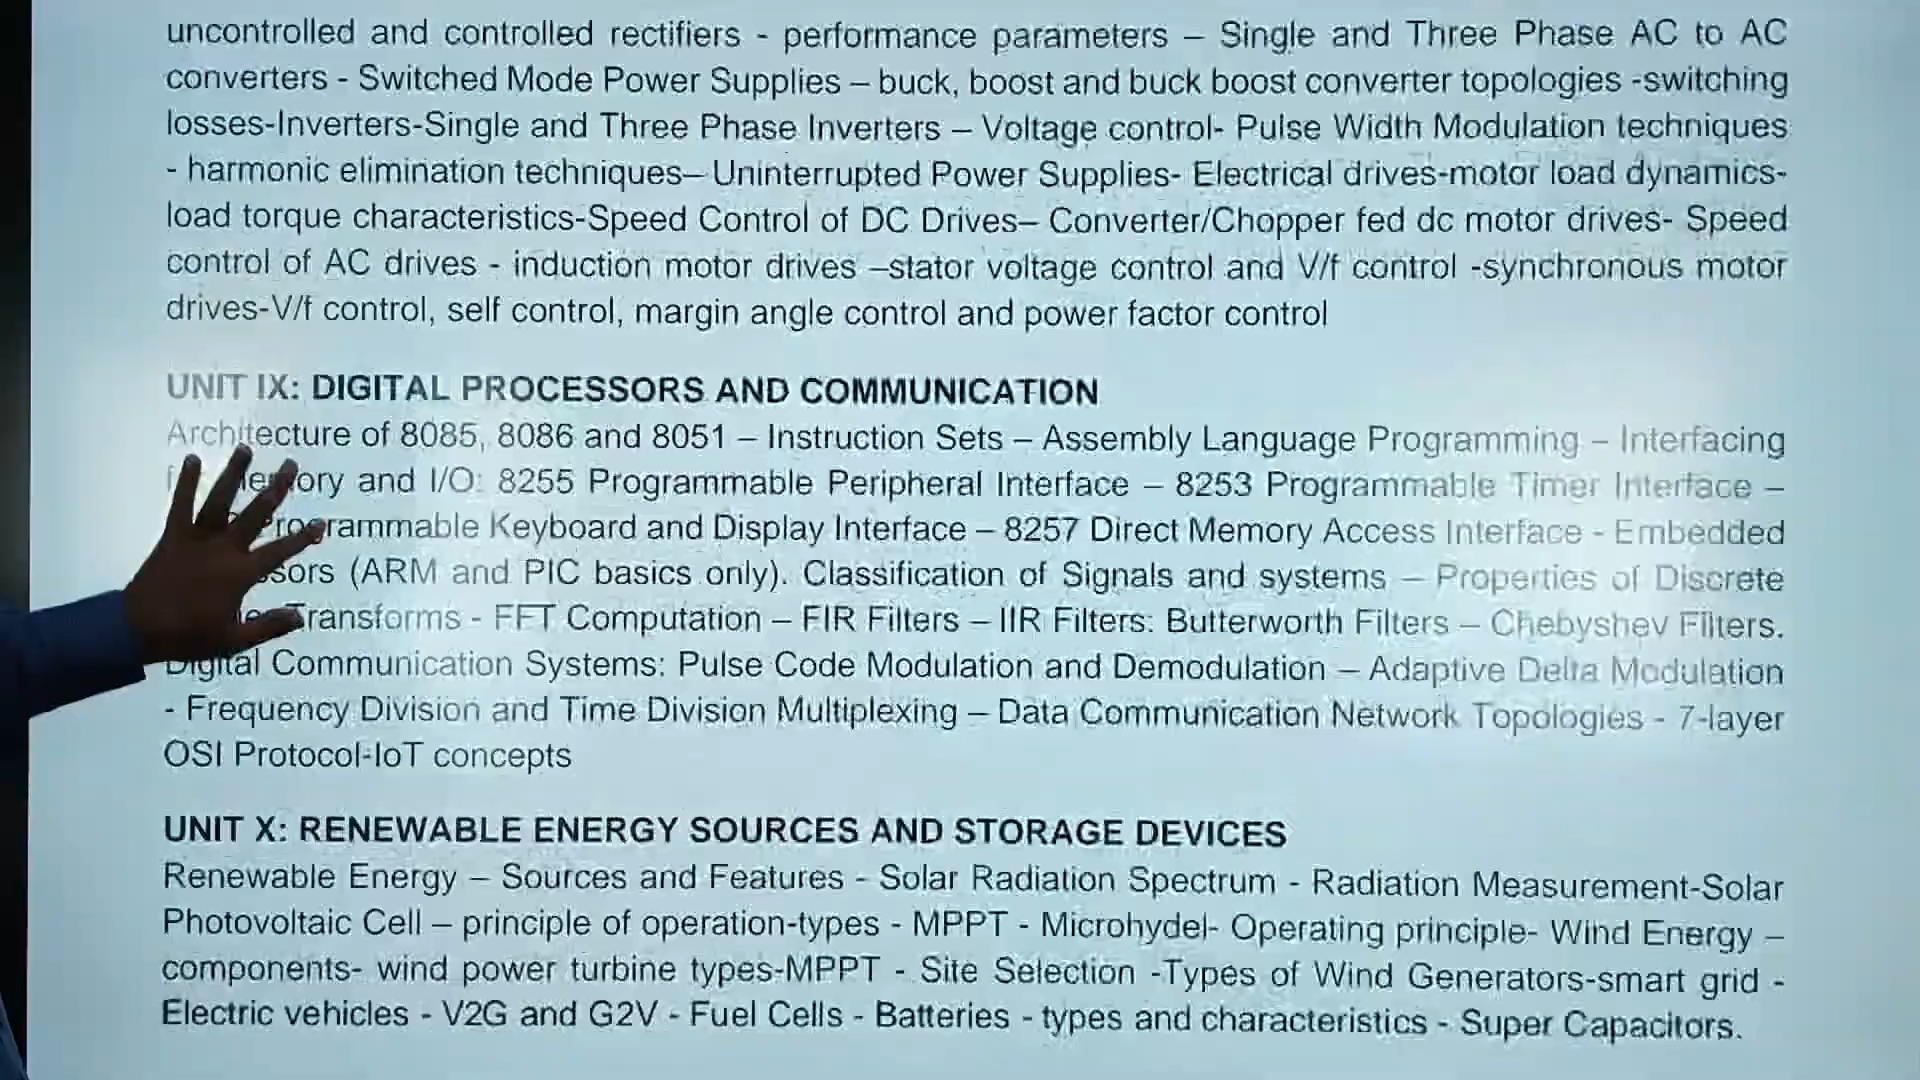 uncontrolled and controlled rectifiers - performance parameters – Single and Three Phase AC to AC
converters - Switched Mode Power Supplies – buck, boost and buck boost converter topologies -switching
losses-Inverters-Single and Three Phase Inverters – Voltage control- Pulse Width Modulation techniques
- harmonic elimination techniques– Uninterrupted Power Supplies- Electrical drives-motor load dynamics-
load torque characteristics-Speed Control of DC Drives– Converter/Chopper fed dc motor drives- Speed
control of AC drives - induction motor drives –stator voltage control and V/f control -synchronous motor
drives-V/f control, self control, margin angle control and power factor control
UNIT IX: DIGITAL PROCESSORS AND COMMUNICATION
Architecture of 8085, 8086 and 8051 – Instruction Sets – Assembly Language Programming – Interfacing
and I/O: 8255 Programmable Peripheral Interface – 8253 Programmable Timer Interface –
Programmable Keyboard and Display Interface – 8257 Direct Memory Access Interface - Embedded
(ARM and PIC basics only). Classification of Signals and systems – Properties of Discrete
Transforms - FFT Computation – FIR Filters – IIR Filters: Butterworth Filters – Chebyshev Filters.
Digital Communication Systems: Pulse Code Modulation and Demodulation – Adaptive Delta Modulation
- Frequency Division and Time Division Multiplexing – Data Communication Network Topologies - 7-layer
OSI Protocol-IoT concepts
UNIT X: RENEWABLE ENERGY SOURCES AND STORAGE DEVICES
Renewable Energy – Sources and Features - Solar Radiation Spectrum - Radiation Measurement-Solar
Photovoltaic Cell – principle of operation-types - MPPT - Microhydel- Operating principle- Wind Energy –
components- wind power turbine types-MPPT - Site Selection -Types of Wind Generators-smart grid -
Electric vehicles - V2G and G2V - Fuel Cells - Batteries - types and characteristics - Super Capacitors.